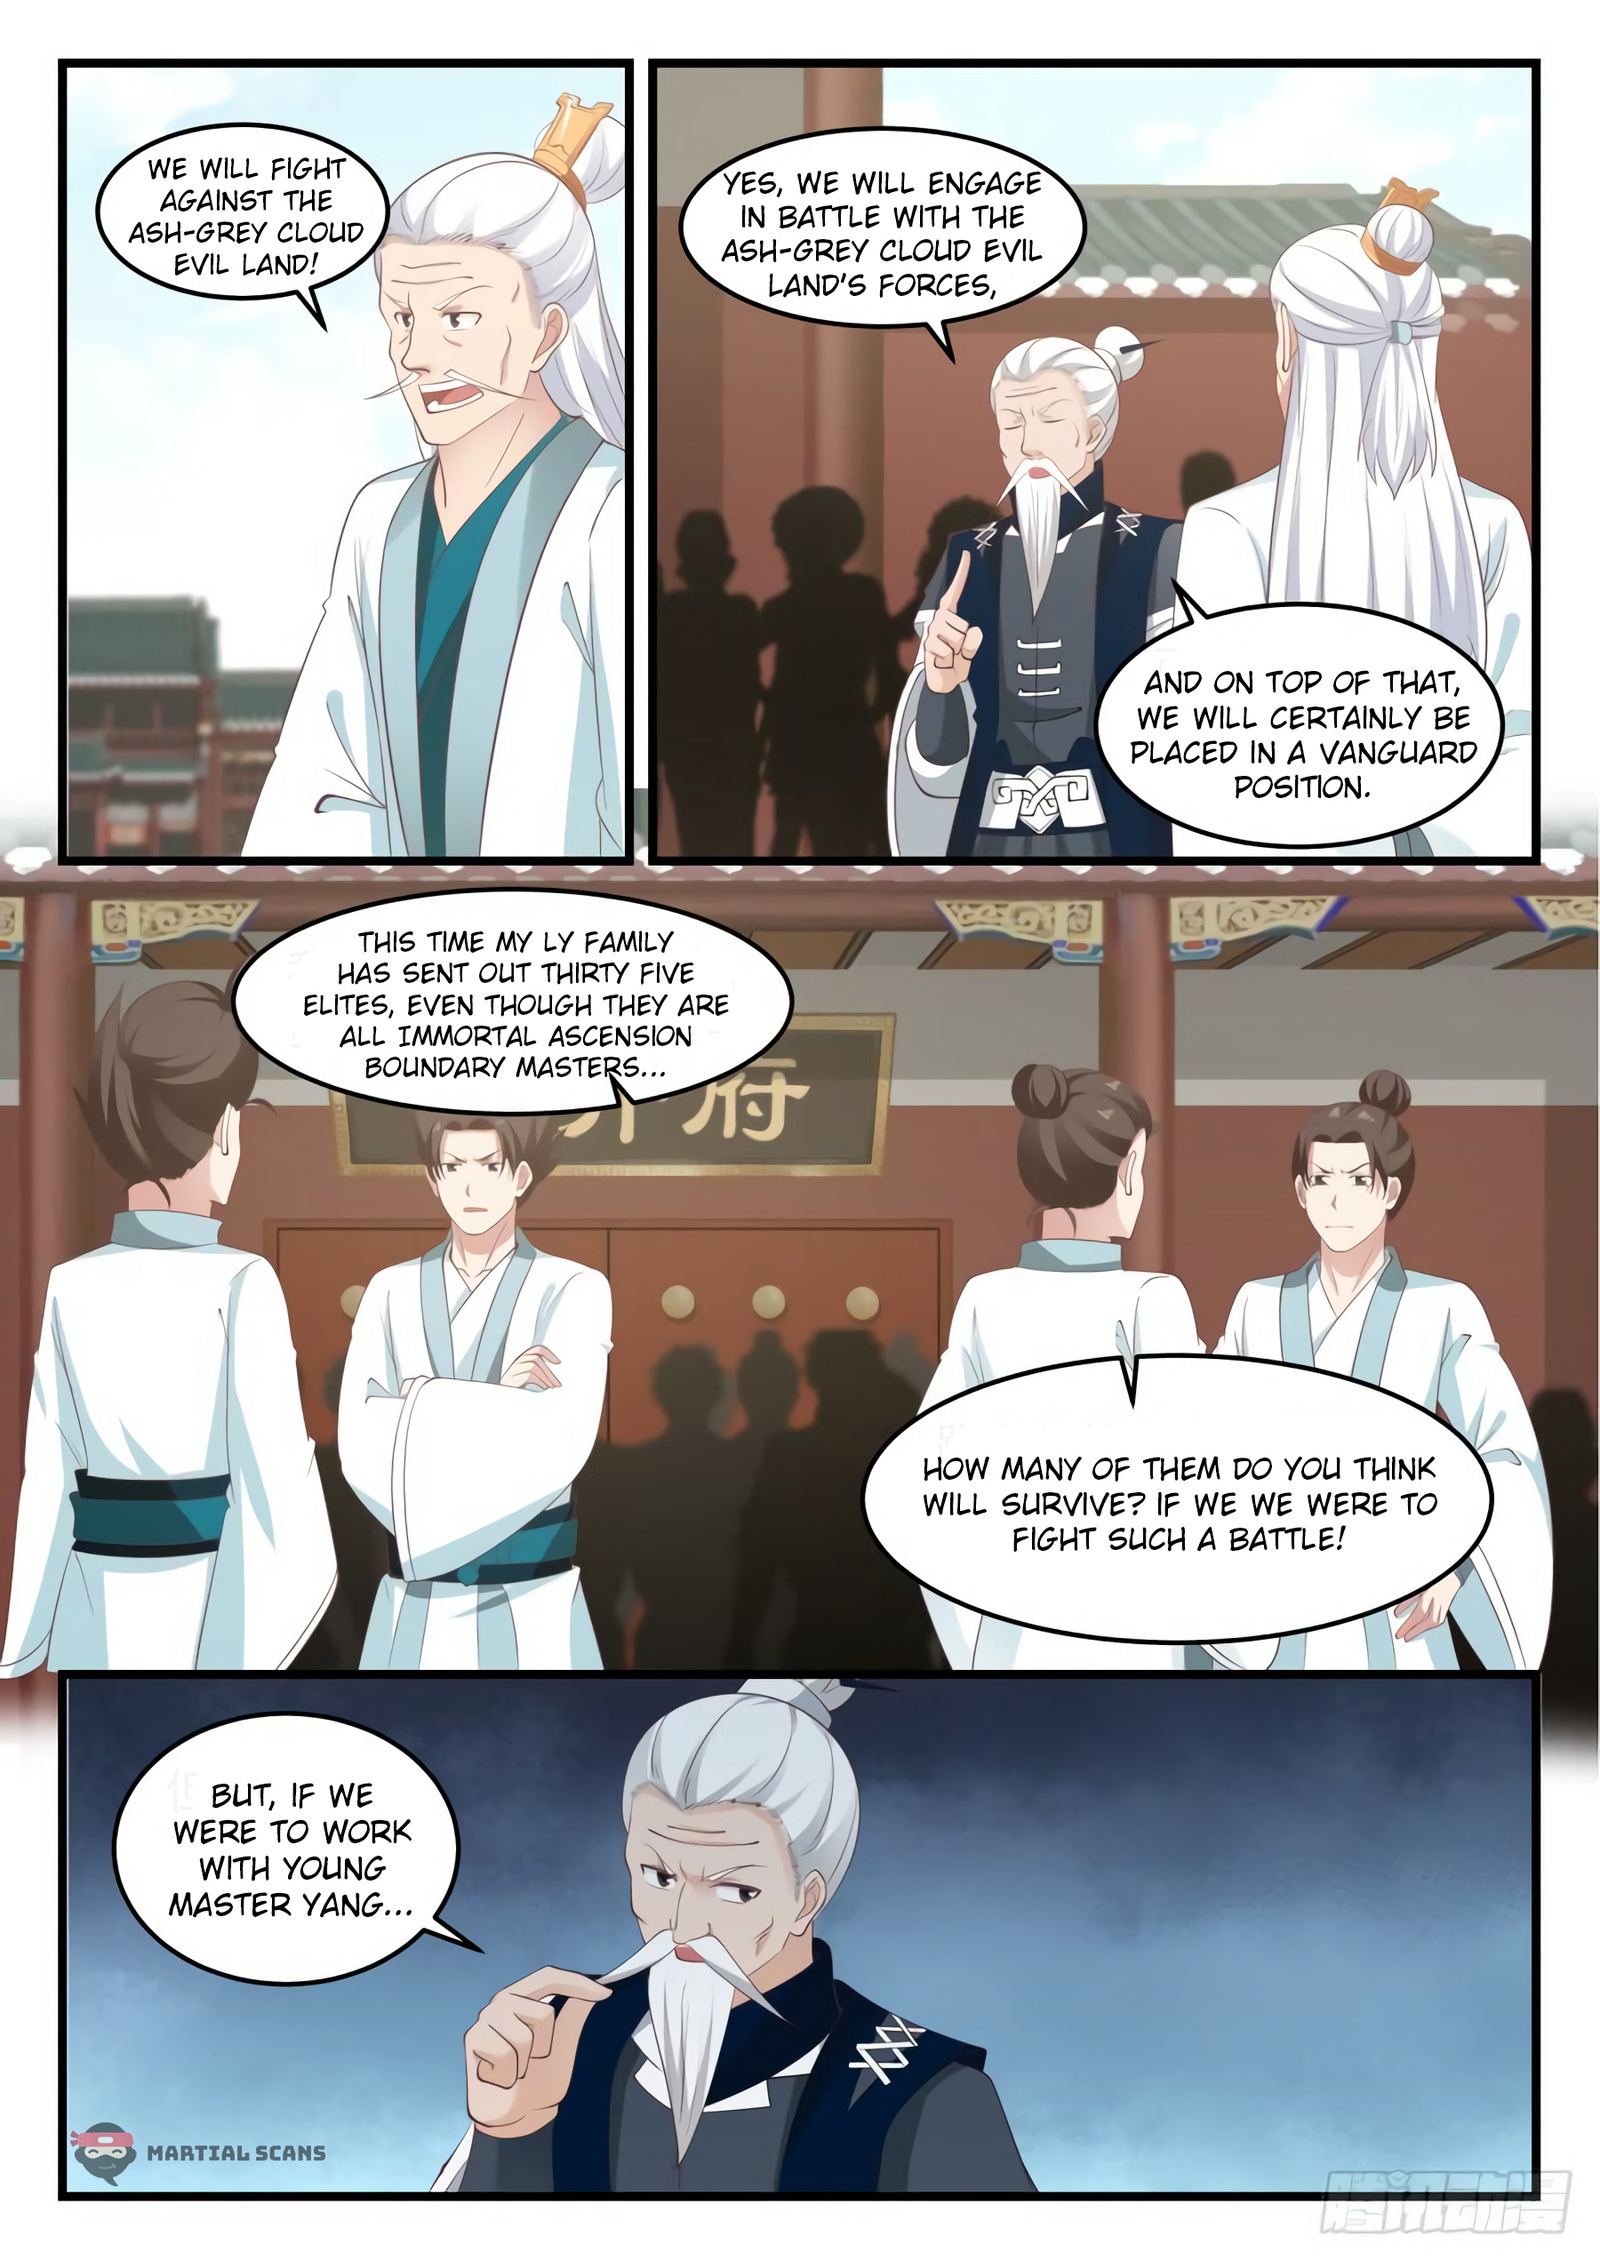 WE WILL FIGHT
AGAINST THE
ASH-GREY CLOUD
EVIL LAND!
YES, WE WILL ENGAGE
IN BATTLE WITH THE
ASH-GREY CLOUD EVIL
LAND'S FORCES,
AND ON TOP OF THAT,
WE WILL CERTAINLY BE
PLACED IN A VANGUARD
POSITION.
THIS TIME MY LY FAMILY
HAS SENT OUT THIRTY FIVE
ELITES, EVEN THOUGH THEY ARE
ALL IMMORTAL ASCENSION
BOUNDARY MASTERS...
府
HOW MANY OF THEM DO YOU THINK
WILL SURVIVE? IF WE WE WERE TO
FIGHT SUCH A BATTLE!
BUT, IF WE
WERE TO WORK
WITH YOUNG
MASTER YANG...
MARTIAL SCANS
腾讯动漫